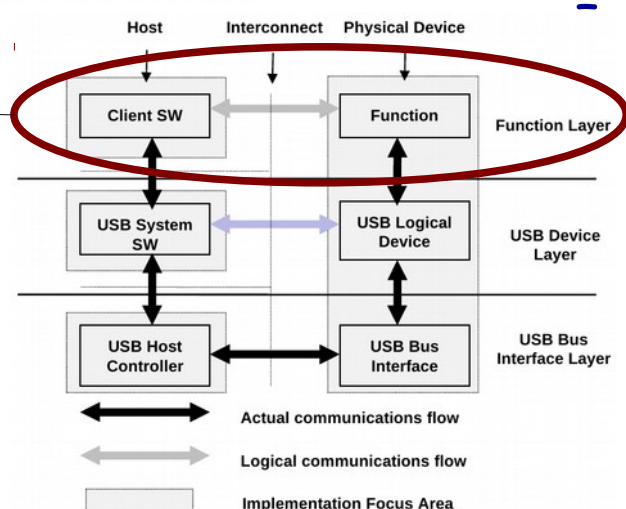 Host Interconnect Physical Device
Client SW Function Function Layer
USB System
SW
USB Logical
Device
USB Device
Layer
USB Host
Controller
USB Bus
Interface
USB Bus
Interface Layer
Actual communications flow
Logical communications flow
Implementation Focus Area